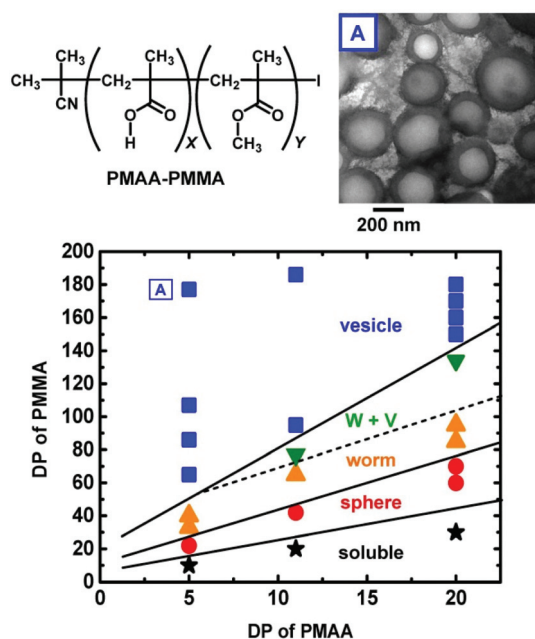 CH₃
CH₃
CH₃
CH₃
CH₂
CH₂
I
CN
O
O
O
O
H
X
CH₃
Y
PMAA-PMMA
A
200 nm
DP of PMMA
200
180
160
140
120
100
80
60
40
20
0
A
vesicle
W + V
worm
sphere
soluble
0
5
10
15
20
DP of PMAA